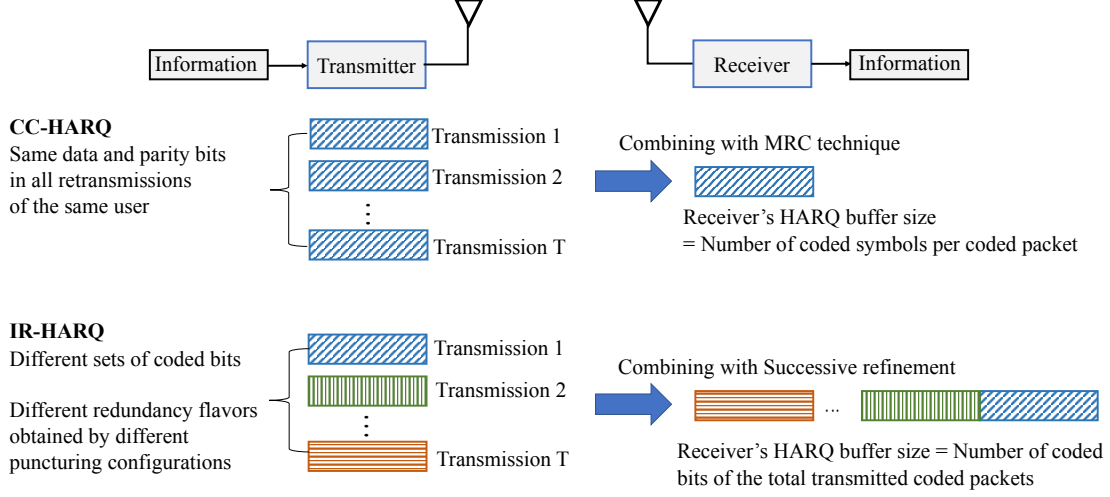 Information
Transmitter
Receiver
Information
CC-HARQ
Same data and parity bits
in all retransmissions
of the same user
Transmission 1
Transmission 2
⋮
Transmission T
Combining with MRC technique
Receiver’s HARQ buffer size
= Number of coded symbols per coded packet
IR-HARQ
Different sets of coded bits
Different redundancy flavors
obtained by different
puncturing configurations
Transmission 1
Transmission 2
⋮
Transmission T
Combining with Successive refinement
...
Receiver’s HARQ buffer size = Number of coded
bits of the total transmitted coded packets